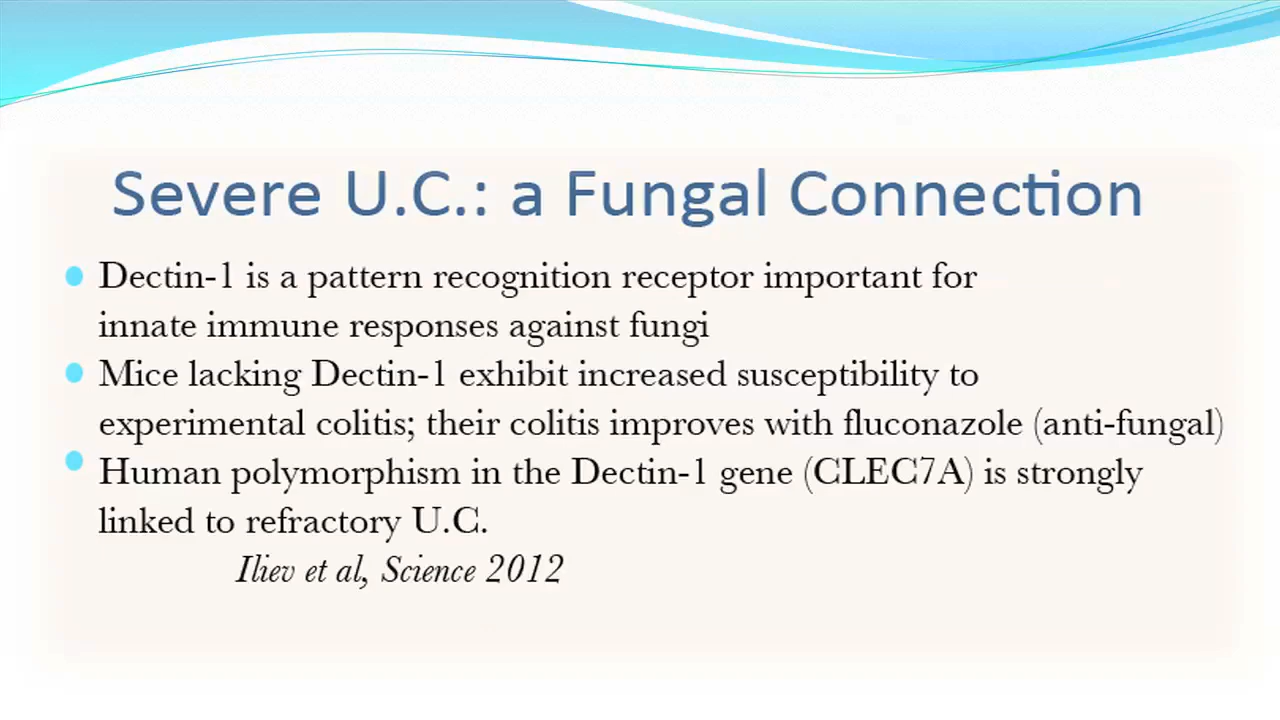 Severe U.C.: a Fungal Connection
Dectin-1 is a pattern recognition receptor important for
innate immune responses against fungi
Mice lacking Dectin-1 exhibit increased susceptibility to
experimental colitis; their colitis improves with fluconazole (anti-fungal)
Human polymorphism in the Dectin-1 gene (CLEC7A) is strongly
linked to refractory U.C.
Iliev et al, Science 2012